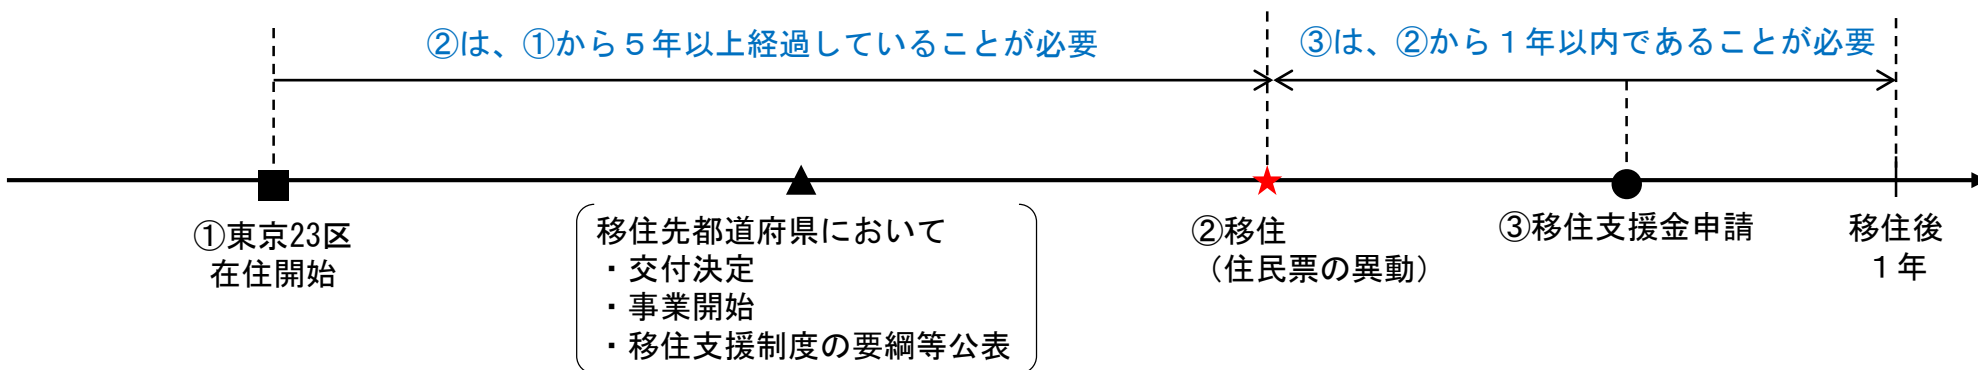 ②は、①から５年以上経過していることが必要
③は、②から１年以内であることが必要
①東京23区
在住開始
移住先都道府県において
・交付決定
・事業開始
・移住支援制度の要綱等公表
②移住
（住民票の異動）
③移住支援金申請
移住後
１年